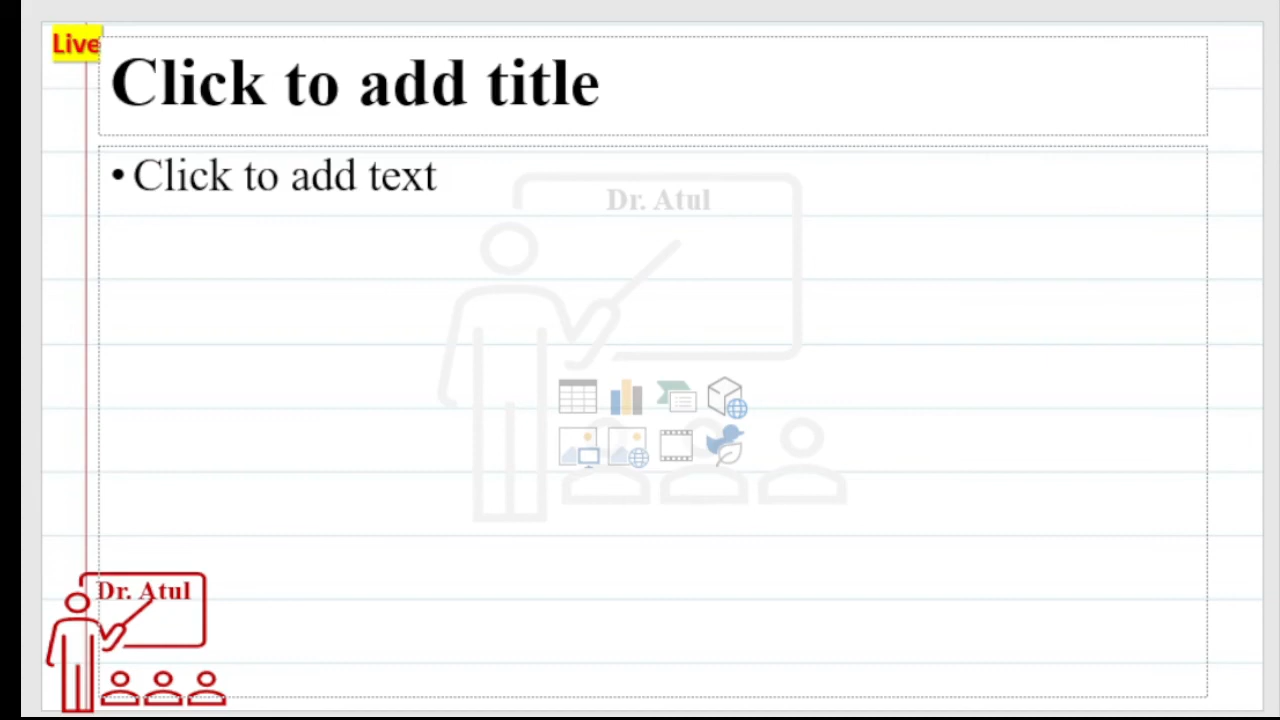 Live
Click to add title
• Click to add text
Dr. Atul
Dr. Atul